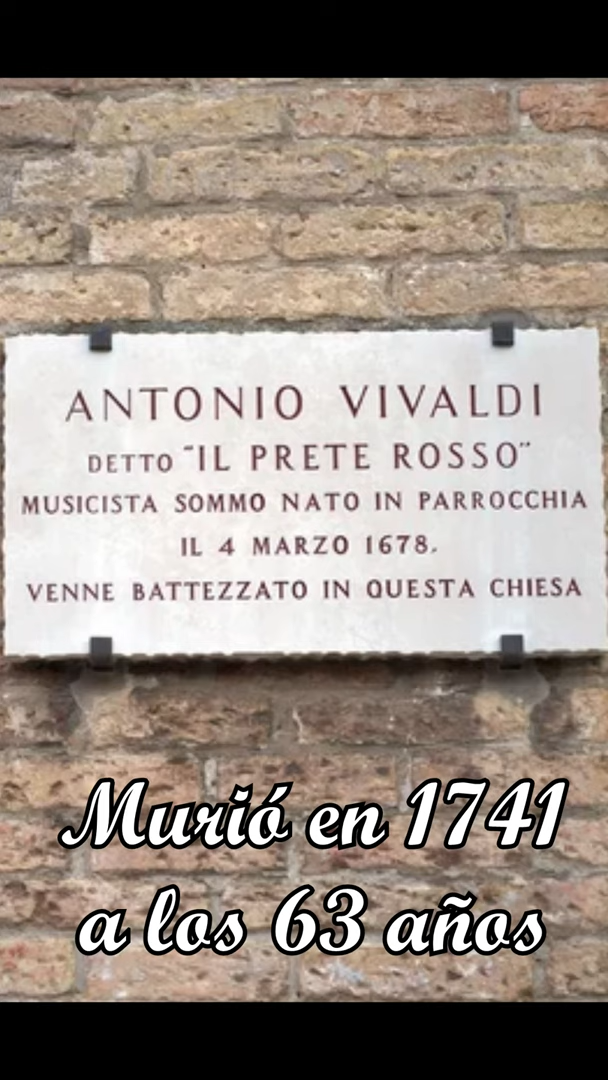 ANTONIO VIVALDI
DETTO "IL PRETE ROSSO"
MUSICISTA SOMMO NATO IN PARROCCHIA
IL 4 MARZO 1678.
VENNE BATTEZZATO IN QUESTA CHIESA
Murió en 1741
a los 63 años